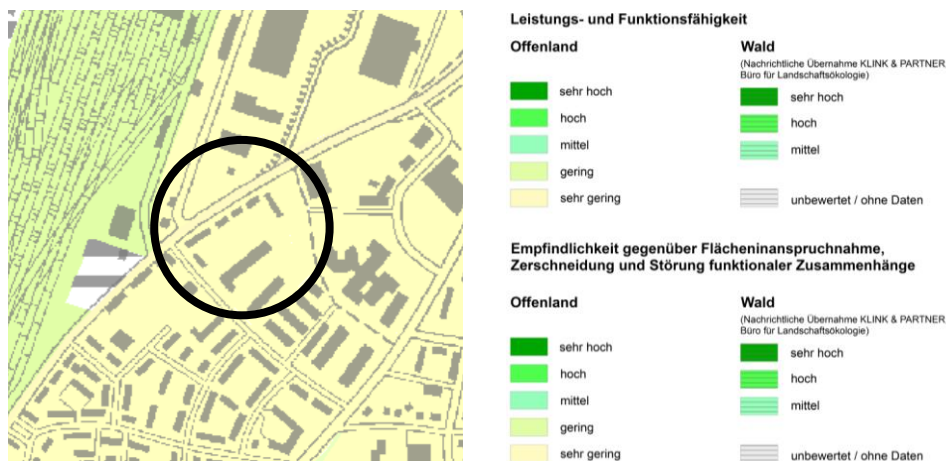 Leistungs- und Funktionsfähigkeit
Offenland
sehr hoch
hoch
mittel
gering
sehr gering
Wald
(Nachrichtliche Übernahme KLINK & PARTNER
Büro für Landschaftsökologie)
sehr hoch
hoch
mittel
unbewertet / ohne Daten
Empfindlichkeit gegenüber Flächeninanspruchnahme,
Zerschneidung und Störung funktionaler Zusammenhänge
Offenland
sehr hoch
hoch
mittel
gering
sehr gering
Wald
(Nachrichtliche Übernahme KLINK & PARTNER
Büro für Landschaftsökologie)
sehr hoch
hoch
mittel
unbewertet / ohne Daten